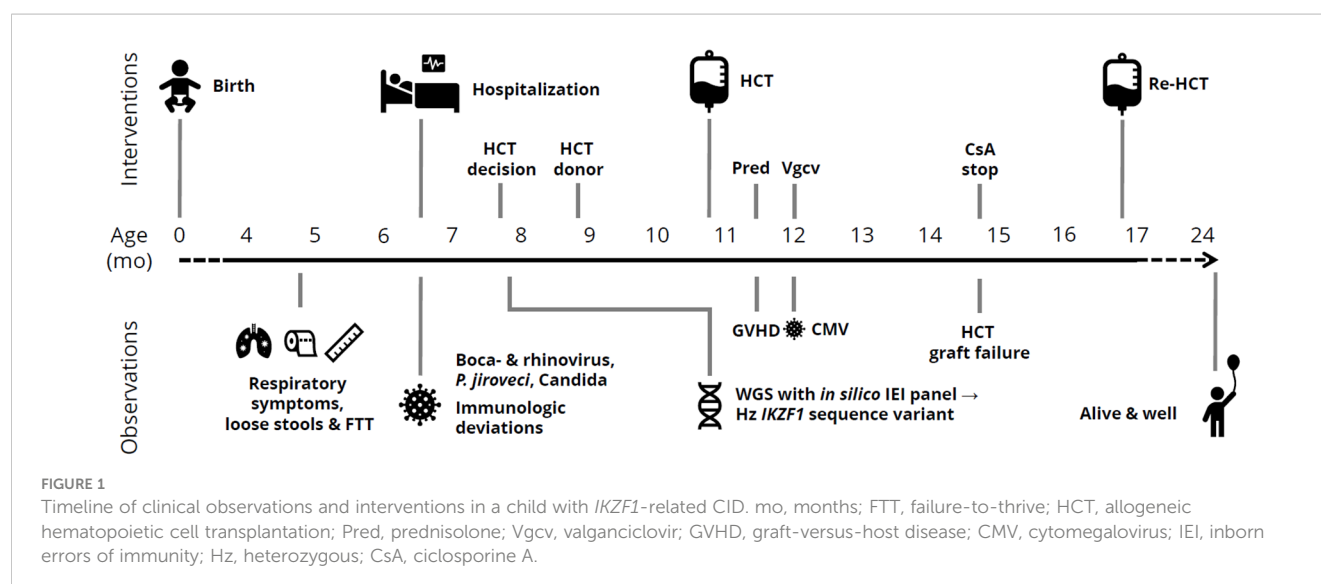 Interventions
Birth
Hospitalization
HCT
Re-HCT
HCT
decision
HCT
donor
Pred
Vgcv
CsA
stop
Age
(mo)
0 4 5 6 7 8 9 10 11 12 13 14 15 16 17 24
Observations
Respiratory
symptoms,
loose stools & FTT
Boca- & rhinovirus,
P. jiroveci, Candida
Immunologic
deviations
GVHD
CMV
WGS with in silico IEI panel →
Hz IKZF1 sequence variant
HCT
graft failure
Alive & well
FIGURE 1
Timeline of clinical observations and interventions in a child with IKZF1-related CID. mo, months; FTT, failure-to-thrive; HCT, allogeneic
hematopoietic cell transplantation; Pred, prednisolone; Vgcv, valganciclovir; GVHD, graft-versus-host disease; CMV, cytomegalovirus; IEI, inborn
errors of immunity; Hz, heterozygous; CsA, ciclosporine A.